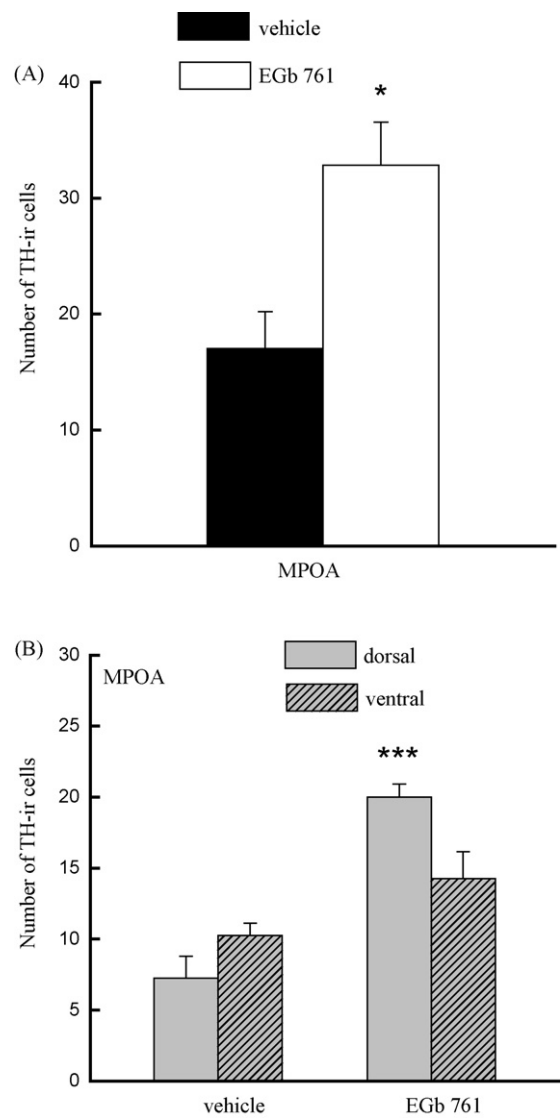 vehicle
(A)
EGb 761
40
*
30
20
10
0
Number of TH-ir cells
MPOA
(B)
30
MPOA
dorsal
ventral
25
***
20
15
10
5
0
Number of TH-ir cells
vehicle EGb 761